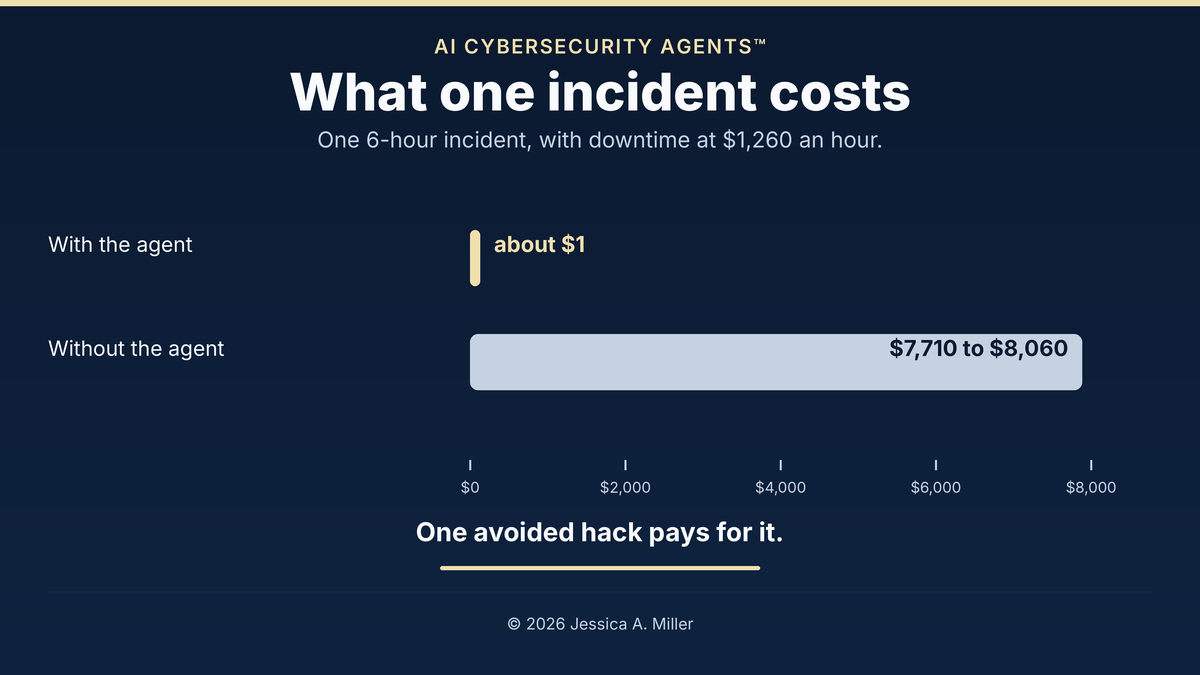 AI CYBERSECURITY AGENTS™
What one incident costs
One 6-hour incident, with downtime at $1,260 an hour.
With the agent
about $1
Without the agent
$7,710 to $8,060
$0 $2,000 $4,000 $6,000 $8,000
One avoided hack pays for it.
© 2026 Jessica A. Miller